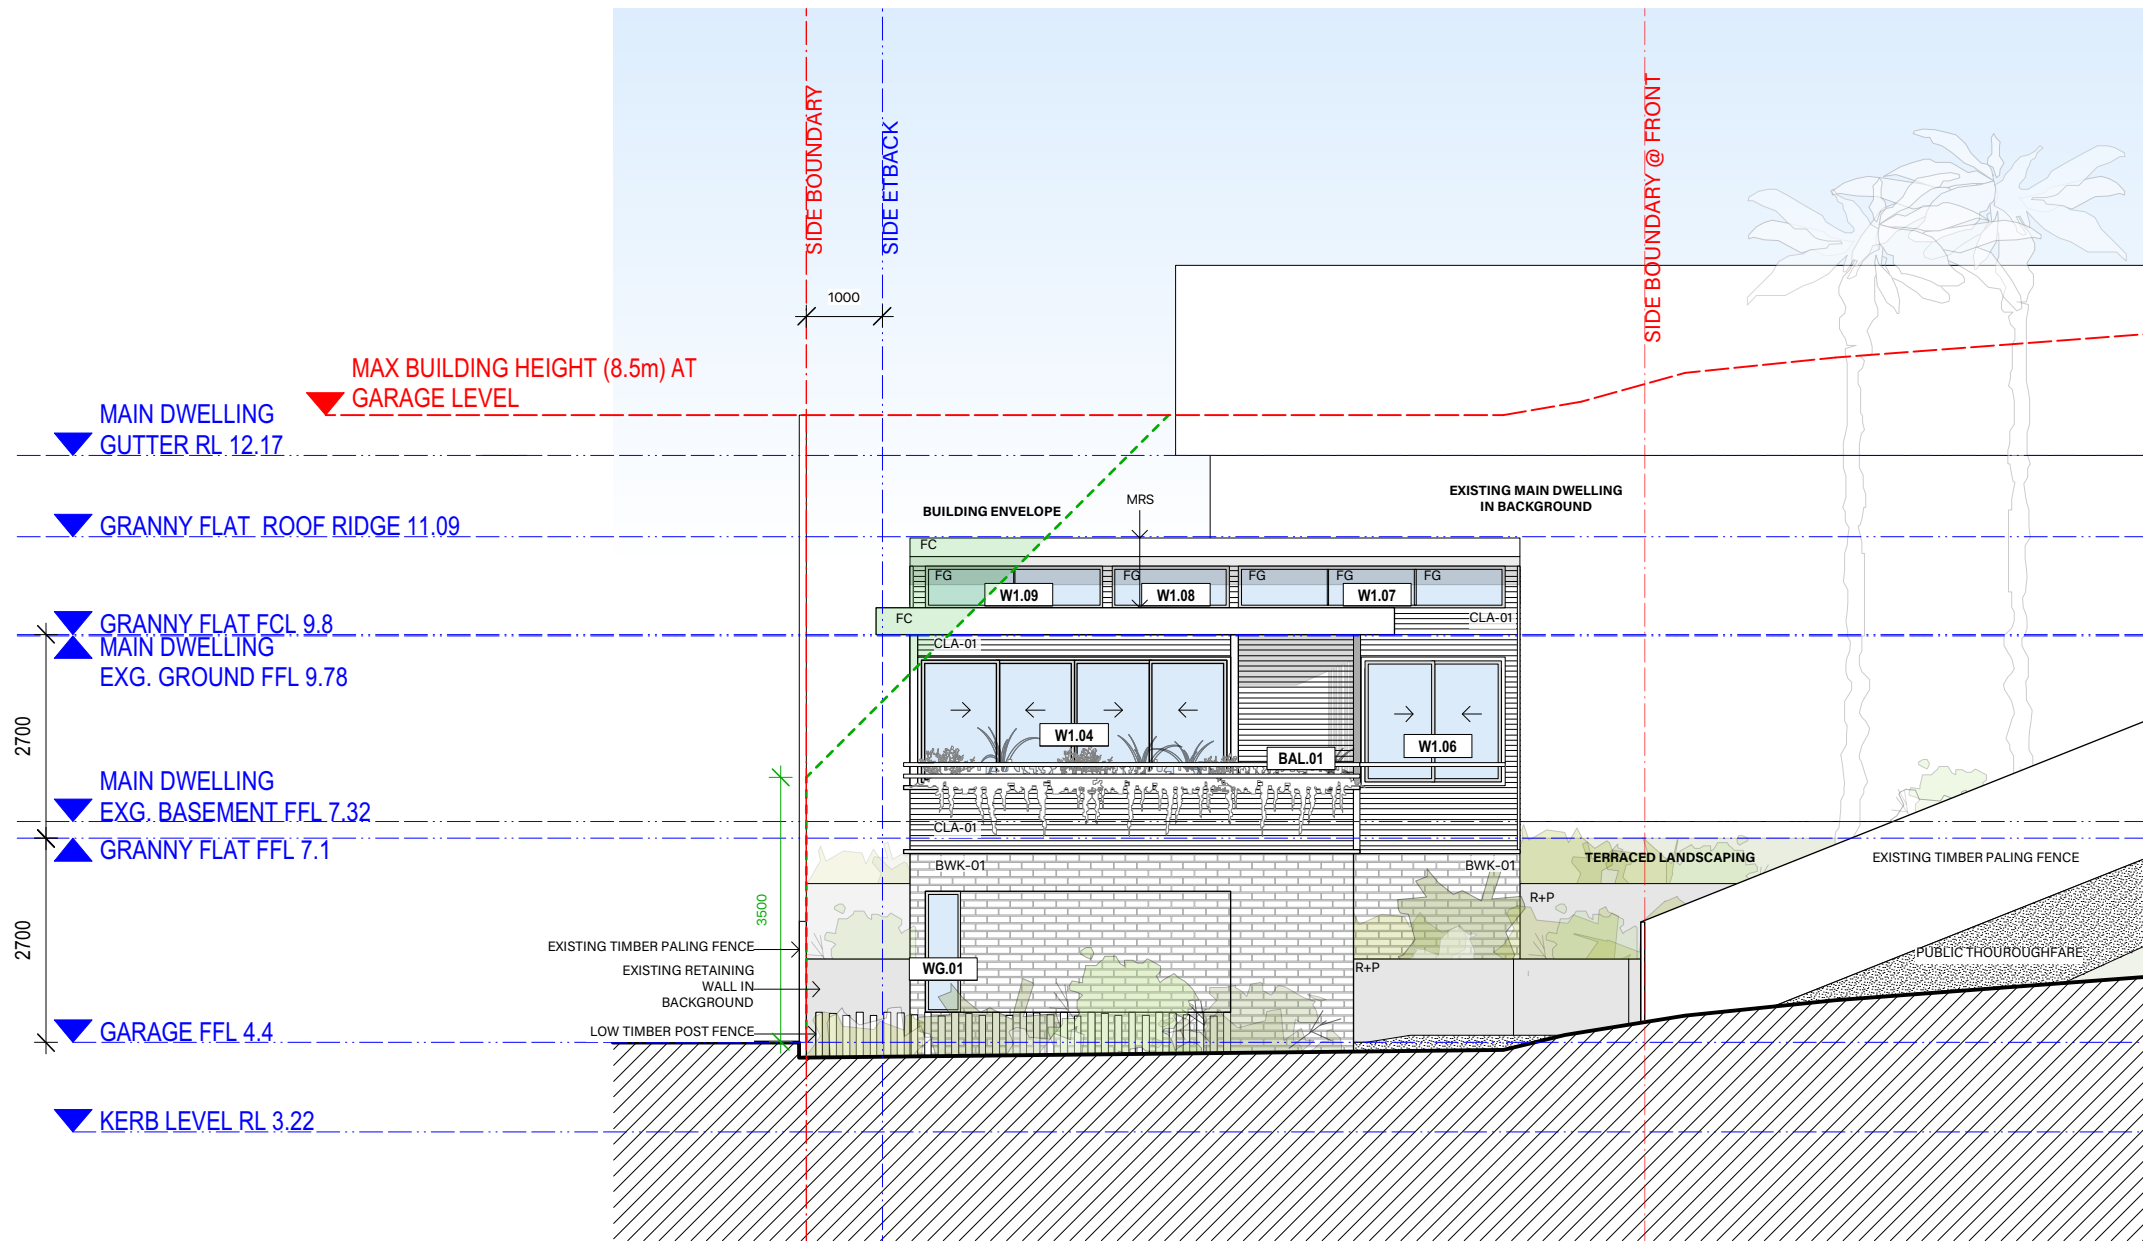 SIDE BOUNDARY
SIDE ETBACK
SIDE BOUNDARY @ FRONT
1000
MAX BUILDING HEIGHT (8.5m) AT
GARAGE LEVEL
MAIN DWELLING
GUTTER RL 12.17
GRANNY FLAT ROOF RIDGE 11.09
GRANNY FLAT FCL 9.8
MAIN DWELLING
EXG. GROUND FFL 9.78
2700
MAIN DWELLING
EXG. BASEMENT FFL 7.32
GRANNY FLAT FFL 7.1
2700
GARAGE FFL 4.4
KERB LEVEL RL 3.22
3500
BUILDING ENVELOPE
MRS
EXISTING MAIN DWELLING
IN BACKGROUND
FC
FG
FG
FG
FG
FG
W1.09
W1.08
W1.07
FC
CLA-01
CLA-01
W1.04
W1.06
BAL.01
CLA-01
BWK-01
BWK-01
TERRACED LANDSCAPING
EXISTING TIMBER PALING FENCE
R+P
EXISTING TIMBER PALING FENCE
PUBLIC THOUROUGHFARE
EXISTING RETAINING
WALL IN
BACKGROUND
WG.01
R+P
LOW TIMBER POST FENCE